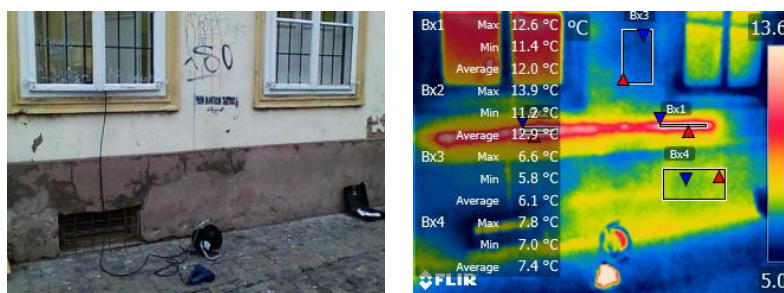 Bx1 Max 12.6 °C
Min 11.4 °C
Average 12.0 °C
Bx2 Max 13.9 °C
Min 11.2 °C
Average 12.9 °C
Bx3 Max 6.6 °C
Min 5.8 °C
Average 6.1 °C
Bx4 Max 7.8 °C
Min 7.0 °C
Average 7.4 °C
°C
13.6
Bx3
Bx1
Bx4
5.0
FLIR